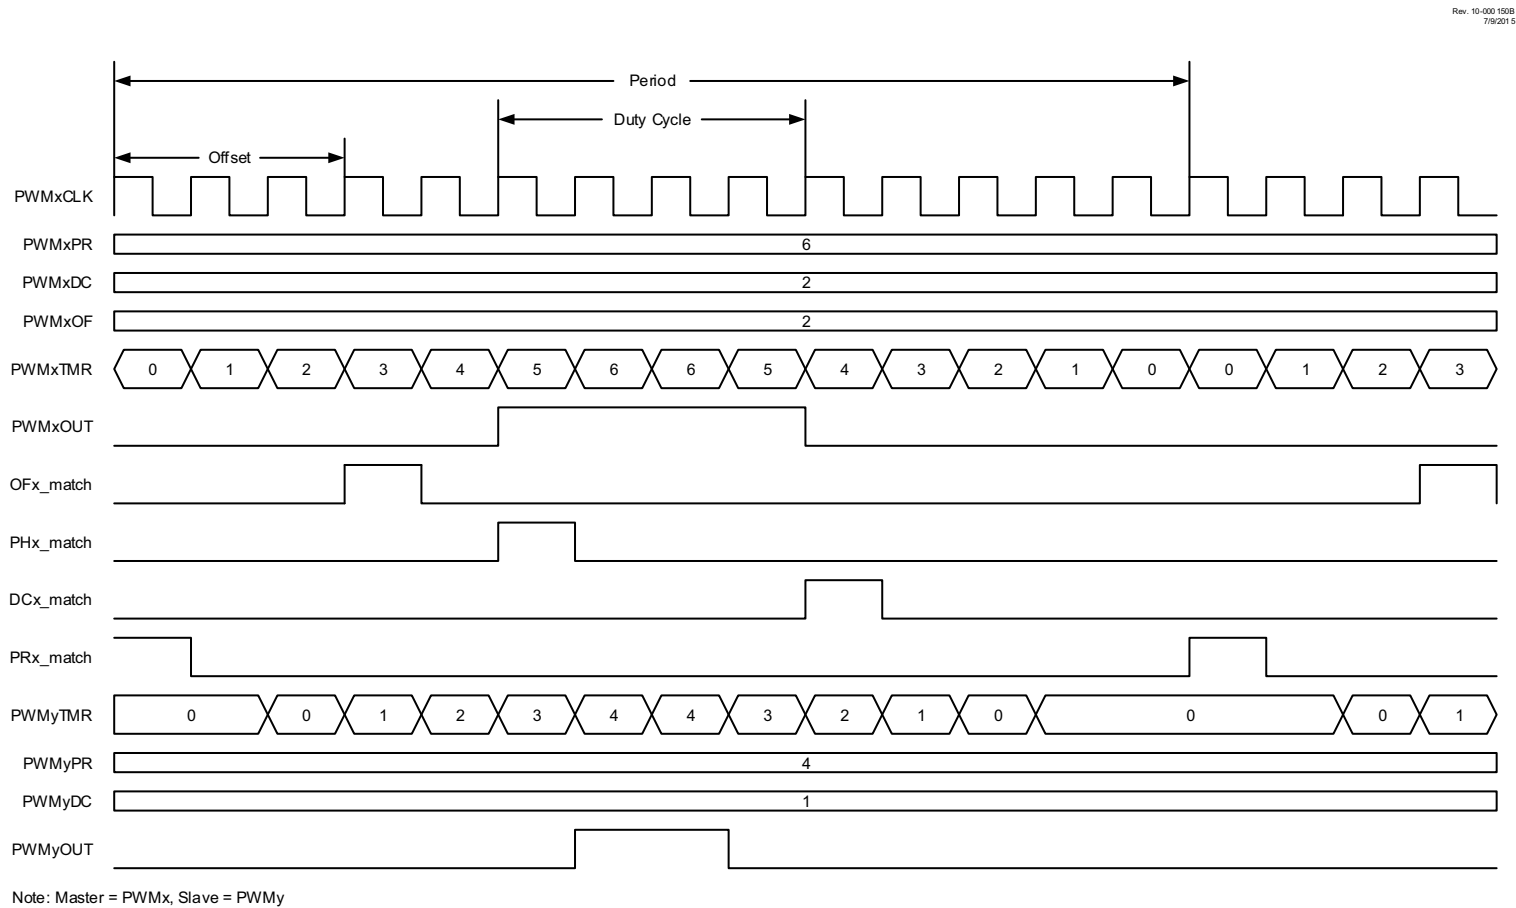 Rev. 10-000150B
7/9/2015
Period
Duty Cycle
Offset
PWMxCLK
PWMxPR 6
PWMxDC 2
PWMxOF 2
PWMxTMR 0 1 2 3 4 5 6 6 5 4 3 2 1 0 0 1 2 3
PWMxOUT
OFx_match
PHx_match
DCx_match
PRx_match
PWMyTMR 0 0 1 2 3 4 4 3 2 1 0 0 0 1
PWMyPR 4
PWMyDC 1
PWMyOUT
Note: Master = PWMx, Slave = PWMy